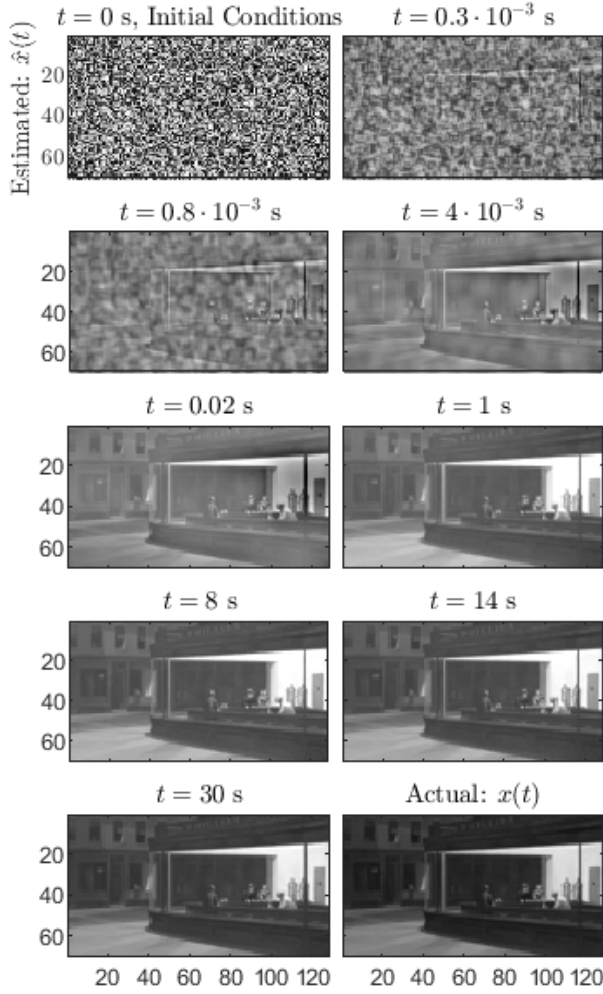 t = 0 s, Initial Conditions
t = 0.3 · 10⁻³ s
Estimated: x̂(t)
20
40
60
t = 0.8 · 10⁻³ s
t = 4 · 10⁻³ s
20
40
60
t = 0.02 s
t = 1 s
20
40
60
t = 8 s
t = 14 s
20
40
60
t = 30 s
Actual: x(t)
20
40
60
20 40 60 80 100 120
20 40 60 80 100 120